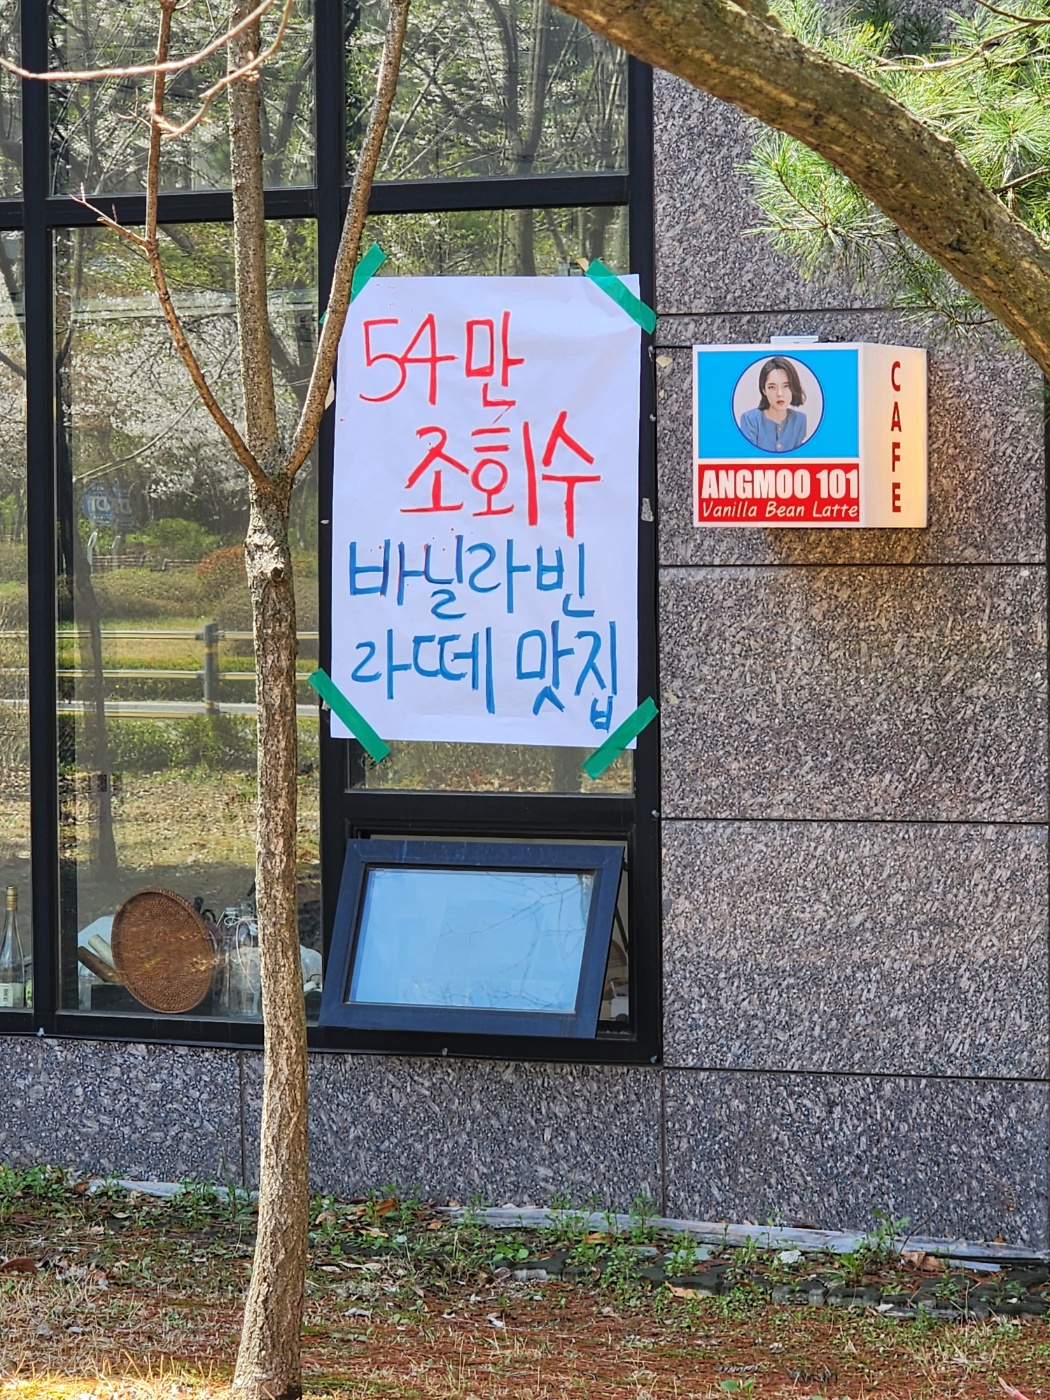 54만
조회수
바닐라빈
라떼 맛집
ANGMOO 101
Vanilla Bean Latte
CAFE